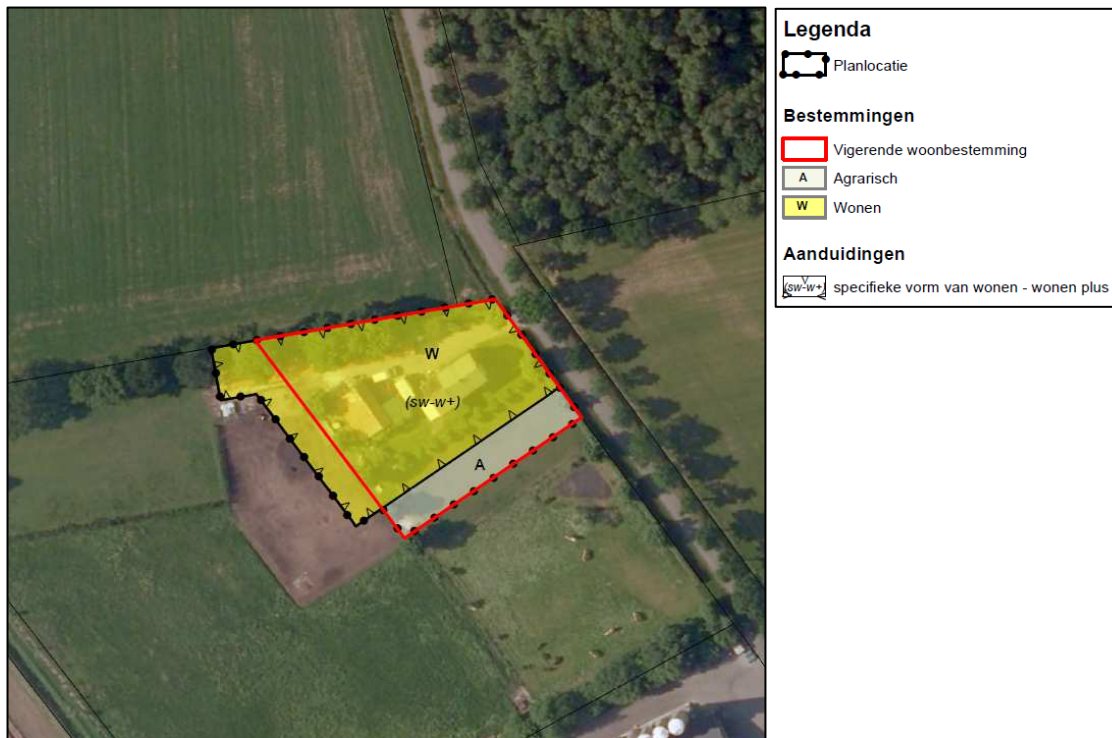 W
(sw-w+)
A
Legenda
Planlocatie
Bestemmingen
Vigerende woonbestemming
A Agrarisch
W Wonen
Aanduidingen
(sw-w+) specifieke vorm van wonen - wonen plus